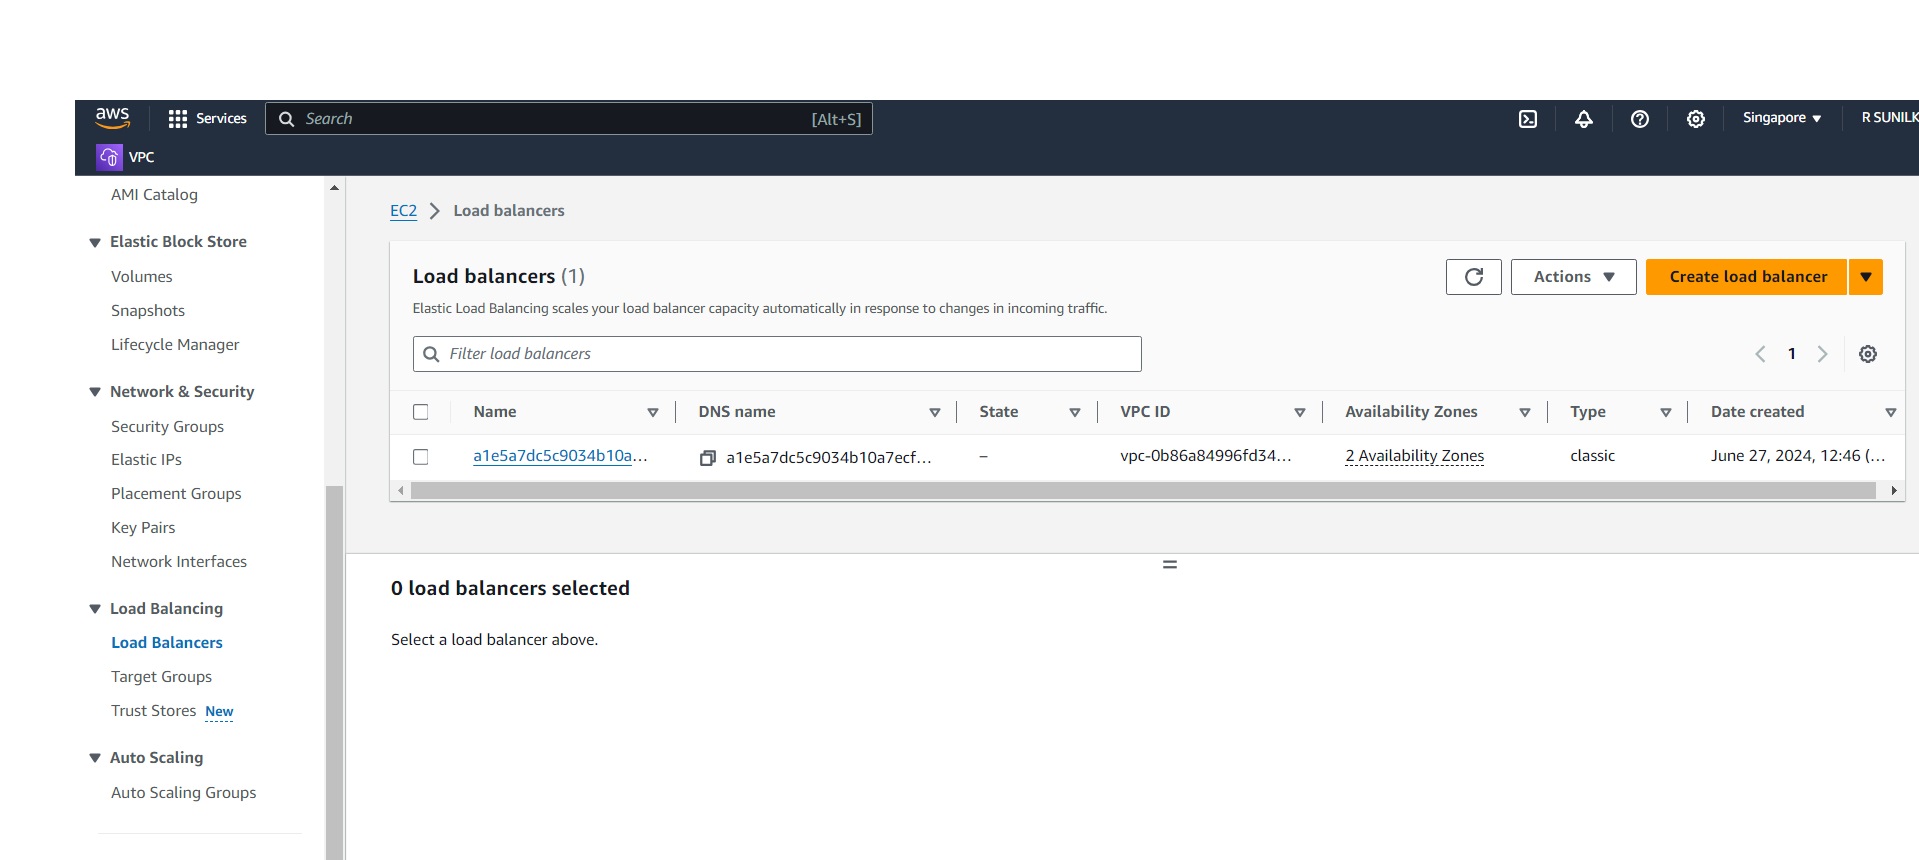 aws
Services
Search [Alt+S]
Singapore
R SUNILK
VPC
AMI Catalog
Elastic Block Store
Volumes
Snapshots
Lifecycle Manager
Network & Security
Security Groups
Elastic IPs
Placement Groups
Key Pairs
Network Interfaces
Load Balancing
Load Balancers
Target Groups
Trust Stores New
Auto Scaling
Auto Scaling Groups
EC2 > Load balancers
Load balancers (1)
Actions
Create load balancer
Elastic Load Balancing scales your load balancer capacity automatically in response to changes in incoming traffic.
Filter load balancers
1
Name DNS name State VPC ID Availability Zones Type Date created
a1e5a7dc5c9034b10a... a1e5a7dc5c9034b10a7ecf... – vpc-0b86a84996fd34... 2 Availability Zones classic June 27, 2024, 12:46 (...
0 load balancers selected
Select a load balancer above.